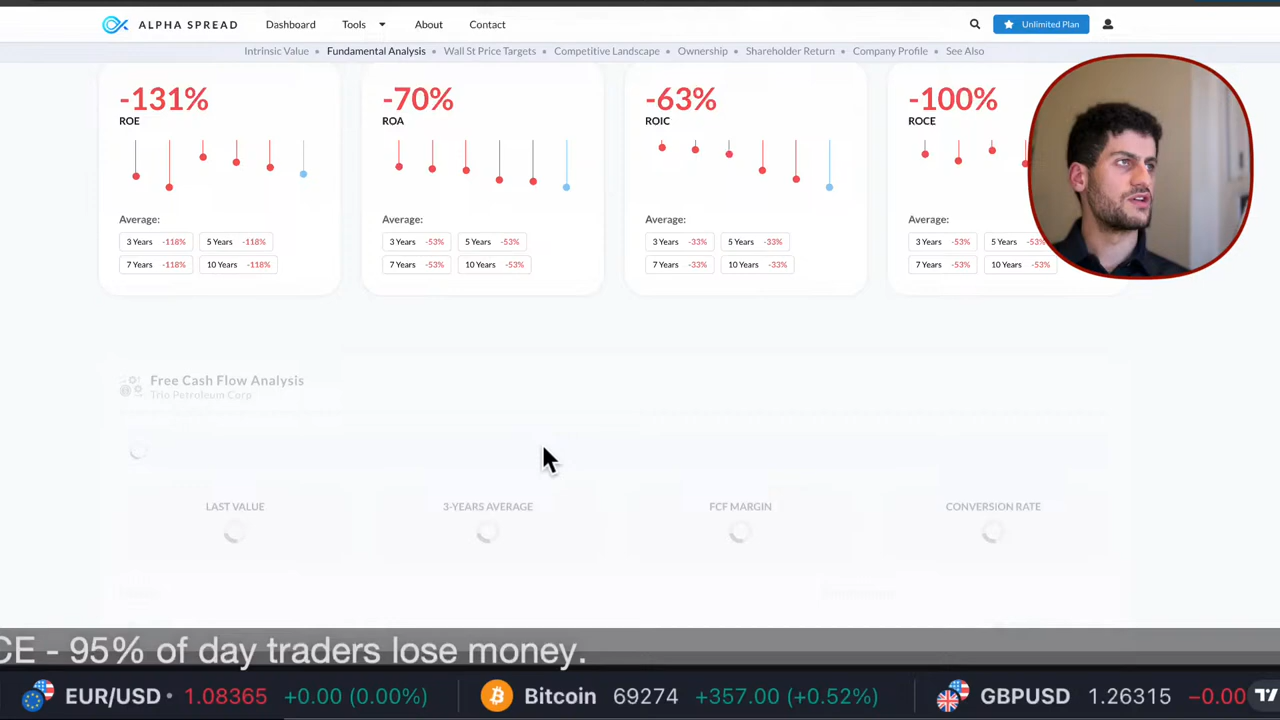 ALPHA SPREAD Dashboard Tools About Contact Unlimited Plan
Intrinsic Value • Fundamental Analysis • Wall St Price Targets • Competitive Landscape • Ownership • Shareholder Return • Company Profile • See Also
-131% -70% -63% -100%
ROE ROA ROIC ROCE
Average: Average: Average: Average:
3 Years -118% 5 Years -118% 3 Years -53% 5 Years -53% 3 Years -33% 5 Years -33% 3 Years -53% 5 Years -53%
7 Years -118% 10 Years -118% 7 Years -53% 10 Years -53% 7 Years -33% 10 Years -33% 7 Years -53% 10 Years -53%
Free Cash Flow Analysis
Trio Petroleum Corp
LAST VALUE 3-YEARS AVERAGE FCF MARGIN CONVERSION RATE
CE - 95% of day traders lose money.
EUR/USD • 1.08365 +0.00 (0.00%) Bitcoin 69274 +357.00 (+0.52%) GBPUSD 1.26315 −0.00